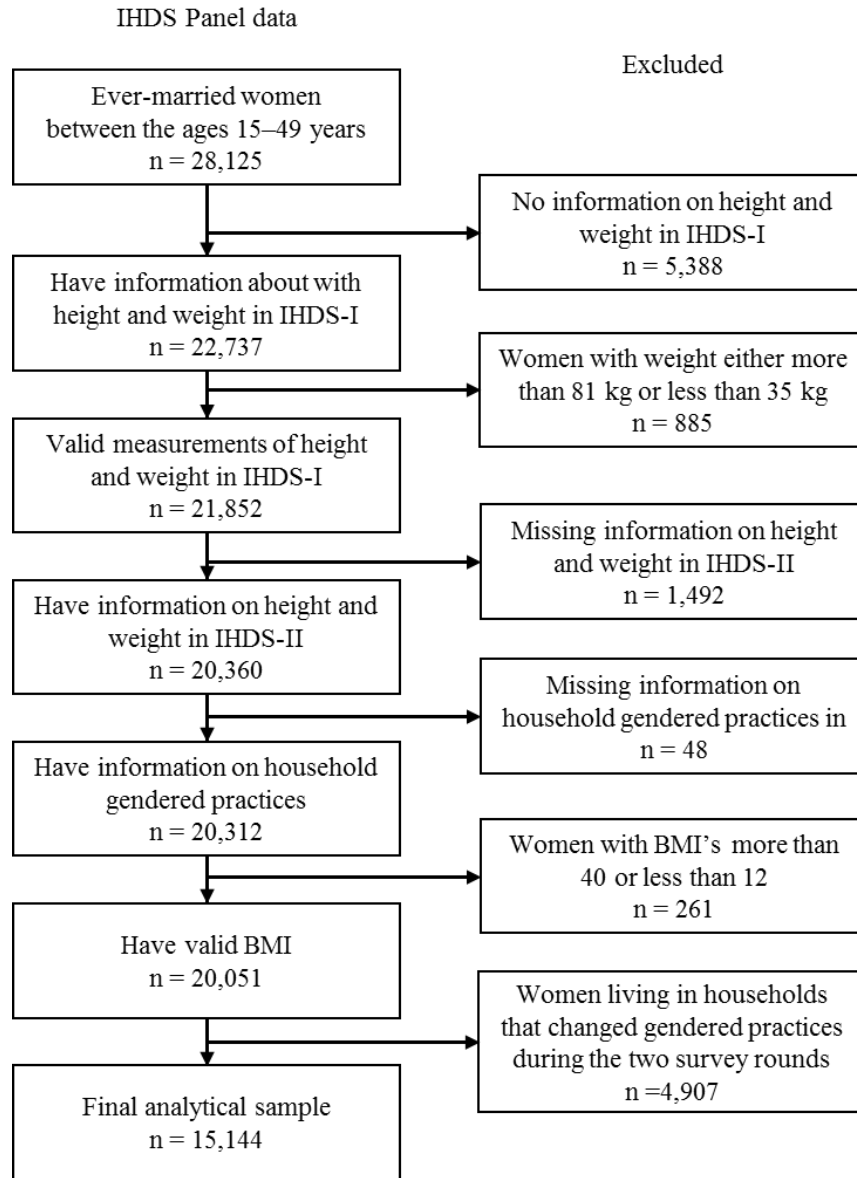 IHDS Panel data
Excluded
Ever-married women
between the ages 15–49 years
n = 28,125
No information on height and
weight in IHDS-I
n = 5,388
Have information about with
height and weight in IHDS-I
n = 22,737
Women with weight either more
than 81 kg or less than 35 kg
n = 885
Valid measurements of height
and weight in IHDS-I
n = 21,852
Missing information on height
and weight in IHDS-II
n = 1,492
Have information on height and
weight in IHDS-II
n = 20,360
Missing information on
household gendered practices in
n = 48
Have information on household
gendered practices
n = 20,312
Women with BMI’s more than
40 or less than 12
n = 261
Have valid BMI
n = 20,051
Women living in households
that changed gendered practices
during the two survey rounds
n =4,907
Final analytical sample
n = 15,144